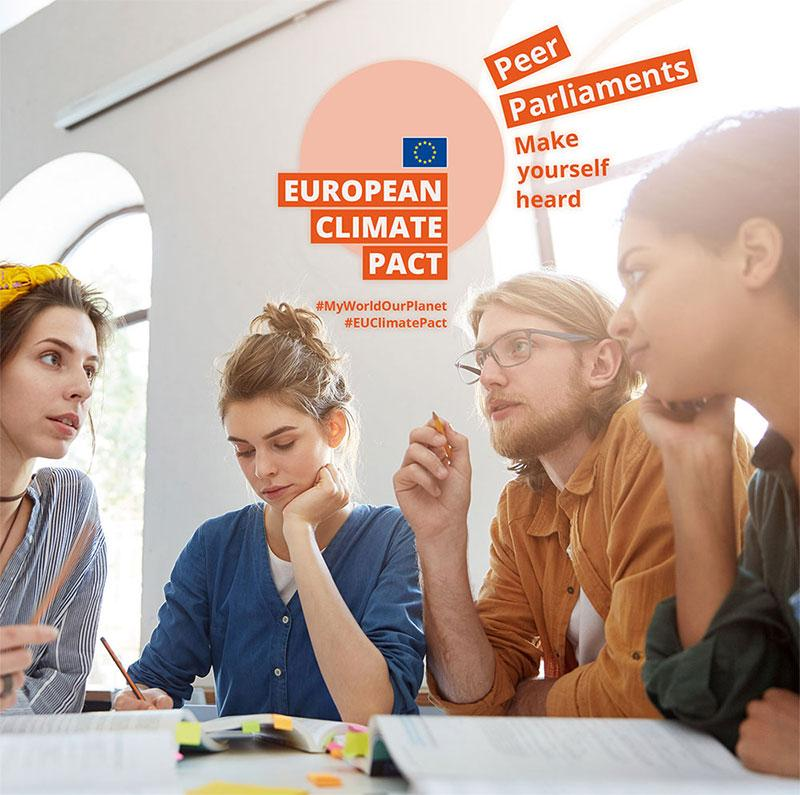 Peer
Parliaments
Make
yourself
heard
EUROPEAN
CLIMATE
PACT
#MyWorldOurPlanet
#EUClimatePact